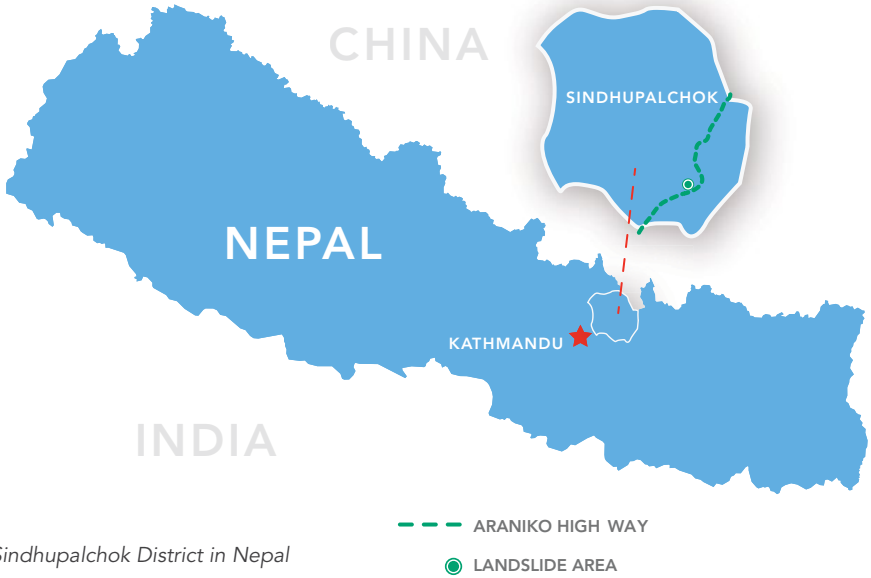 CHINA
SINDHUPALCHOK
NEPAL
KATHMANDU
INDIA
ARANIKO HIGH WAY
Sindhupalchok District in Nepal
LANDSLIDE AREA